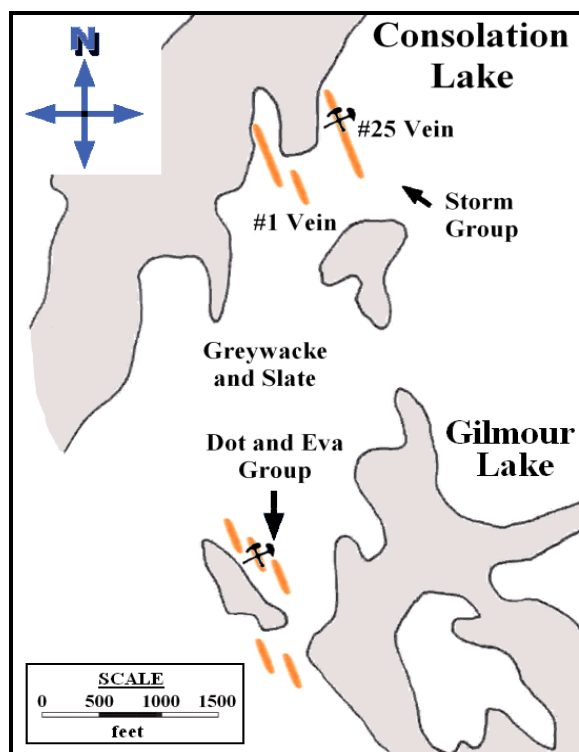 N
Consolation
Lake
#25 Vein
Storm
Group
#1 Vein
Greywacke
and Slate
Dot and Eva
Group
Gilmour
Lake
SCALE
0 500 1000 1500
feet